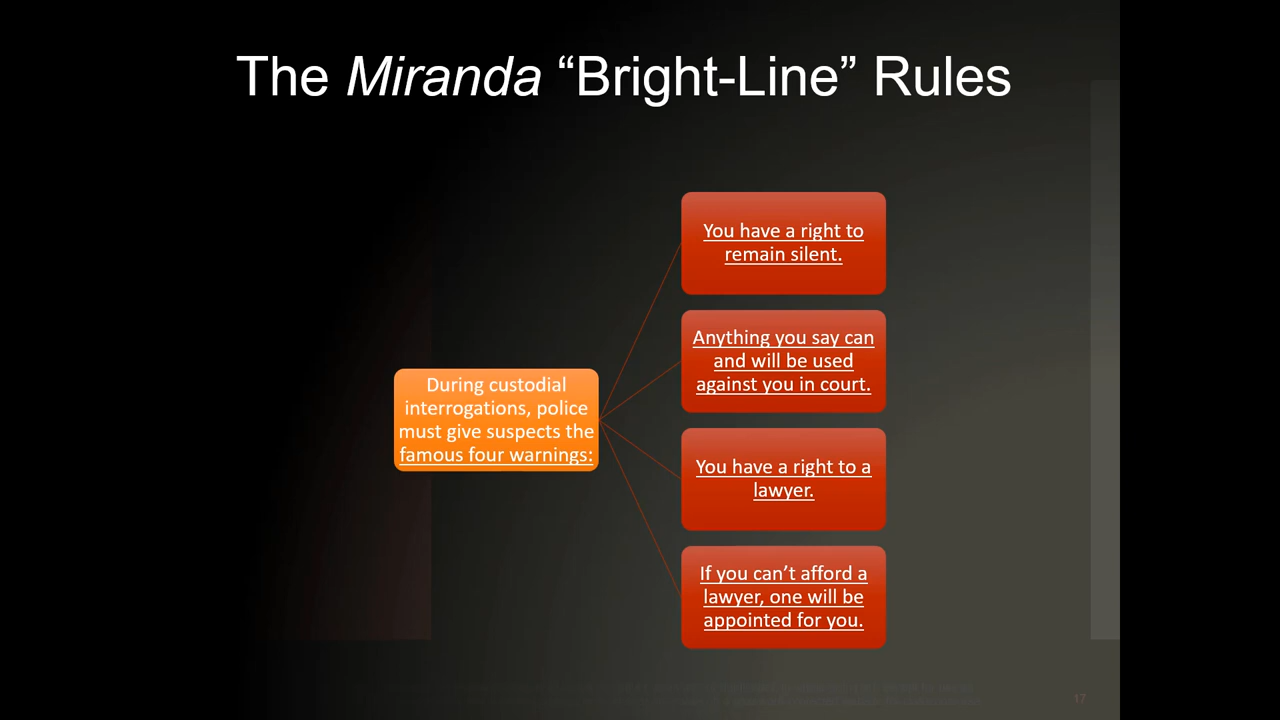 The Miranda “Bright-Line” Rules
During custodial
interrogations, police
must give suspects the
famous four warnings:
You have a right to
remain silent.
Anything you say can
and will be used
against you in court.
You have a right to a
lawyer.
If you can’t afford a
lawyer, one will be
appointed for you.
17